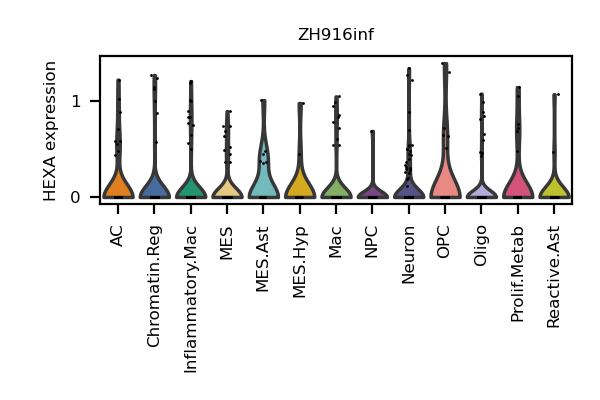 ZH916inf
HEXA expression
1
0
AC
Chromatin.Reg
Inflammatory.Mac
MES
MES.Ast
MES.Hyp
Mac
NPC
Neuron
OPC
Oligo
Prolif.Metab
Reactive.Ast